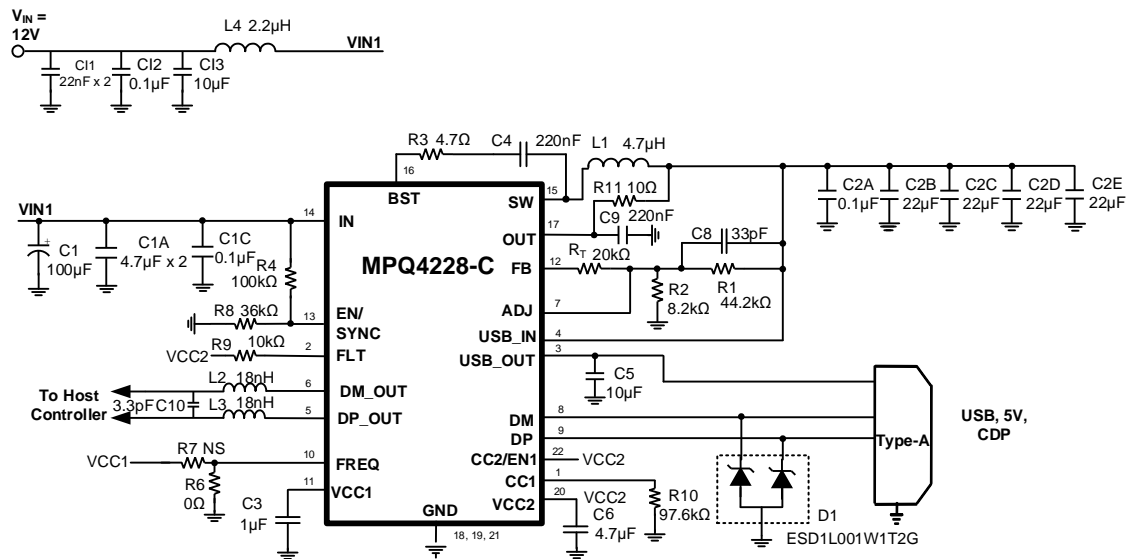 VIN =
12V
L4 2.2µH
VIN1
CI1
22nF x 2
CI2
0.1µF
CI3
10µF
R3 4.7Ω
C4
220nF
L1 4.7µH
16
BST
15
SW
R11 10Ω
C9
220nF
17
OUT
C8
33pF
C2A
0.1µF
C2B
22µF
C2C
22µF
C2D
22µF
C2E
22µF
VIN1
14
IN
C1
100µF
+
C1A
4.7µF x 2
C1C
0.1µF
R4
100kΩ
MPQ4228-C
FB
12
RT 20kΩ
R2
8.2kΩ
R1
44.2kΩ
ADJ
7
R8 36kΩ
13
EN/
SYNC
USB_IN
4
VCC2
R9
10kΩ
2
FLT
USB_OUT
3
C5
10µF
To Host
Controller
L2 18nH
6
DM_OUT
3.3pF C10
L3 18nH
5
DP_OUT
DM
8
DP
9
Type-A
USB, 5V,
CDP
VCC1
R7 NS
10
FREQ
R6
0Ω
CC2/EN1
22
VCC2
CC1
1
11
VCC1
C3
1µF
VCC2
20
VCC2
C6
4.7µF
R10
97.6kΩ
GND
18, 19, 21
D1
ESD1L001W1T2G